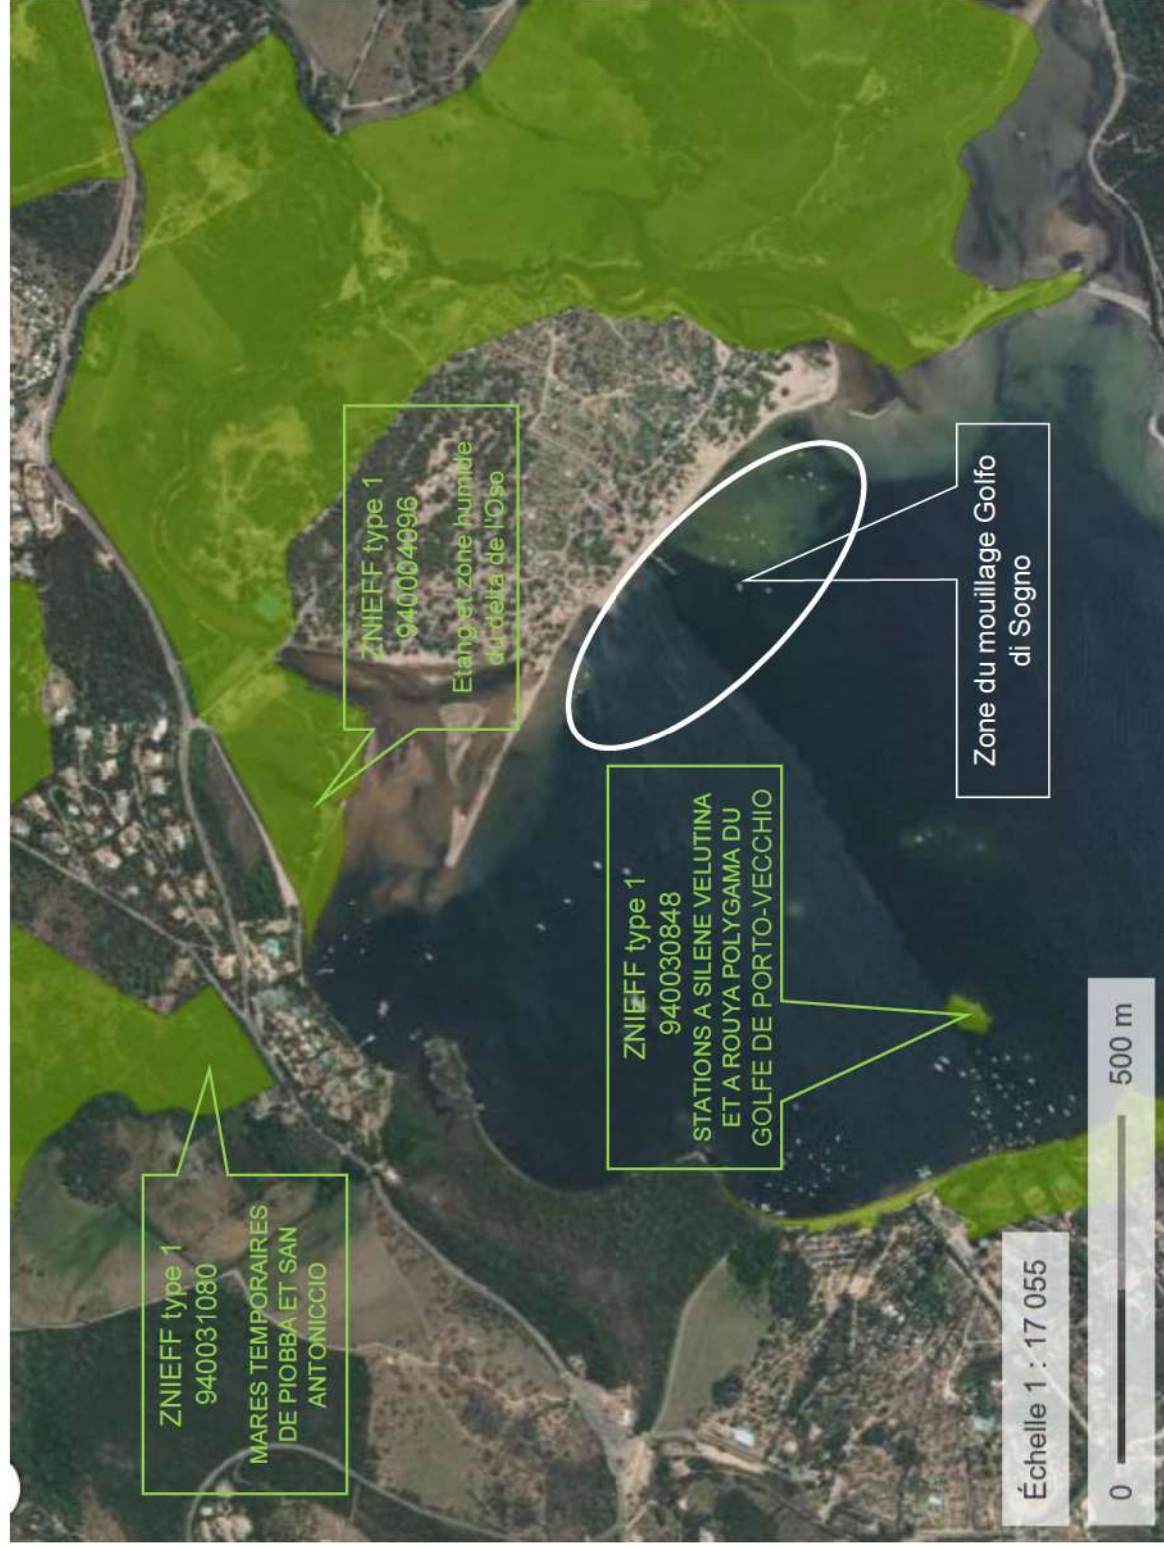 ZNIEFF type 1
940031080
MARES TEMPORAIRES
DE PIOBBA ET SAN
ANTONICCIO
ZNIEFF type 1
940004096
Etang et zone humide
du delta de l'Oso
ZNIEFF type 1
940030848
STATIONS A SILENE VELUTINA
ET A ROUYA POLYGAMA DU
GOLFE DE PORTO-VECCHIO
Zone du mouillage Golfo
di Sogno
Échelle 1 : 17 055
0 500 m